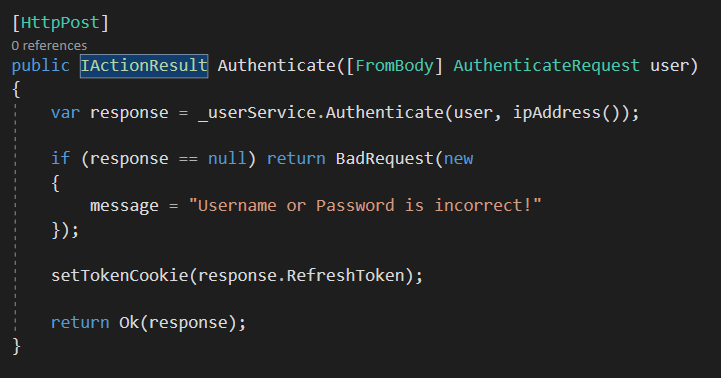 [HttpPost]
0 references
public IActionResult Authenticate([FromBody] AuthenticateRequest user)
{
    var response = _userService.Authenticate(user, ipAddress());
    if (response == null) return BadRequest(new
    {
        message = "Username or Password is incorrect!"
    });
    setTokenCookie(response.RefreshToken);
    return Ok(response);
}